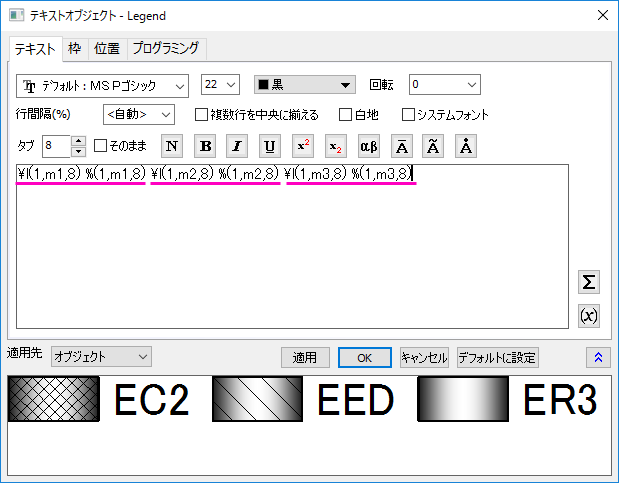 テキストオブジェクト - Legend
テキスト 枠 位置 プログラミング
デフォルト : MS Pゴシック 22 黒 回転 0
行間隔(%) <自動> 複数行を中央に揃える 白地 システムフォント
タブ 8 そのまま N B I U x² x₂ αβ A̅ Ã Å
¥l(1,m1,8) %(1,m1,8) ¥l(1,m2,8) %(1,m2,8) ¥l(1,m3,8) %(1,m3,8)
Σ
(x)
適用先 オブジェクト 適用 OK キャンセル デフォルトに設定
EC2 EED ER3